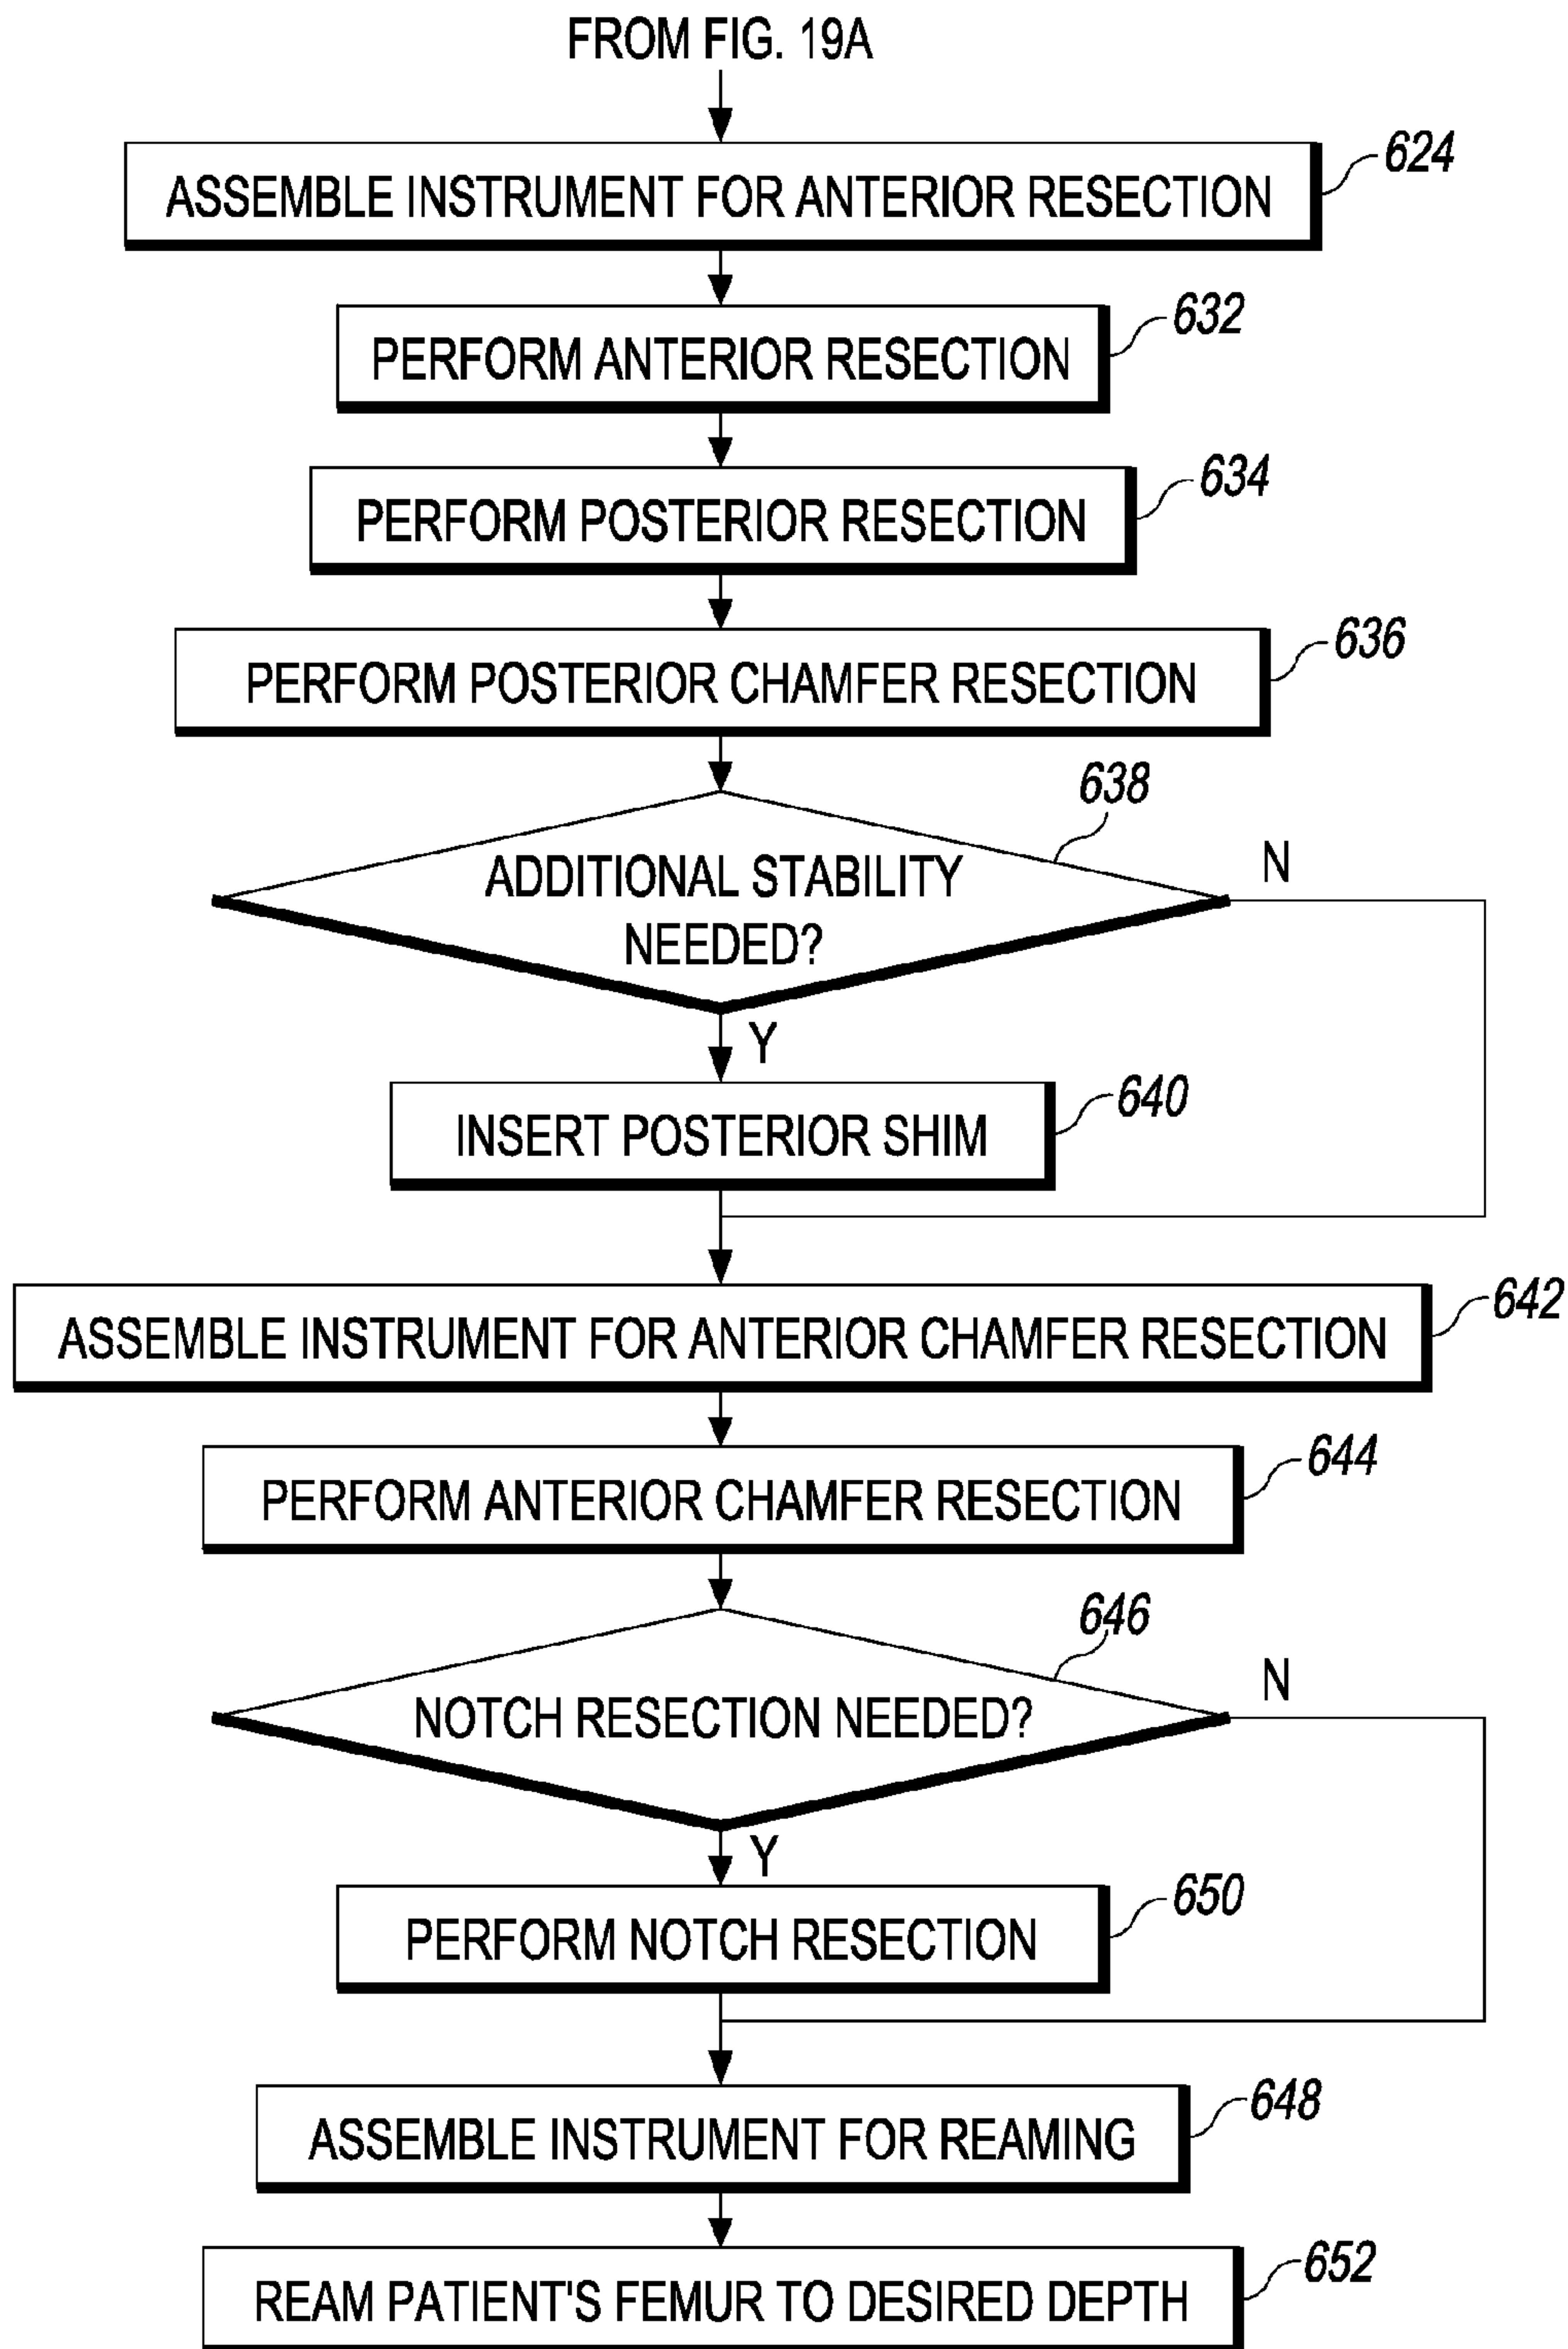 FROM FIG. 19A
624
ASSEMBLE INSTRUMENT FOR ANTERIOR RESECTION
632
PERFORM ANTERIOR RESECTION
634
PERFORM POSTERIOR RESECTION
636
PERFORM POSTERIOR CHAMFER RESECTION
638
ADDITIONAL STABILITY
NEEDED?
N
Y
640
INSERT POSTERIOR SHIM
642
ASSEMBLE INSTRUMENT FOR ANTERIOR CHAMFER RESECTION
644
PERFORM ANTERIOR CHAMFER RESECTION
646
NOTCH RESECTION NEEDED?
N
Y
650
PERFORM NOTCH RESECTION
648
ASSEMBLE INSTRUMENT FOR REAMING
652
REAM PATIENT'S FEMUR TO DESIRED DEPTH